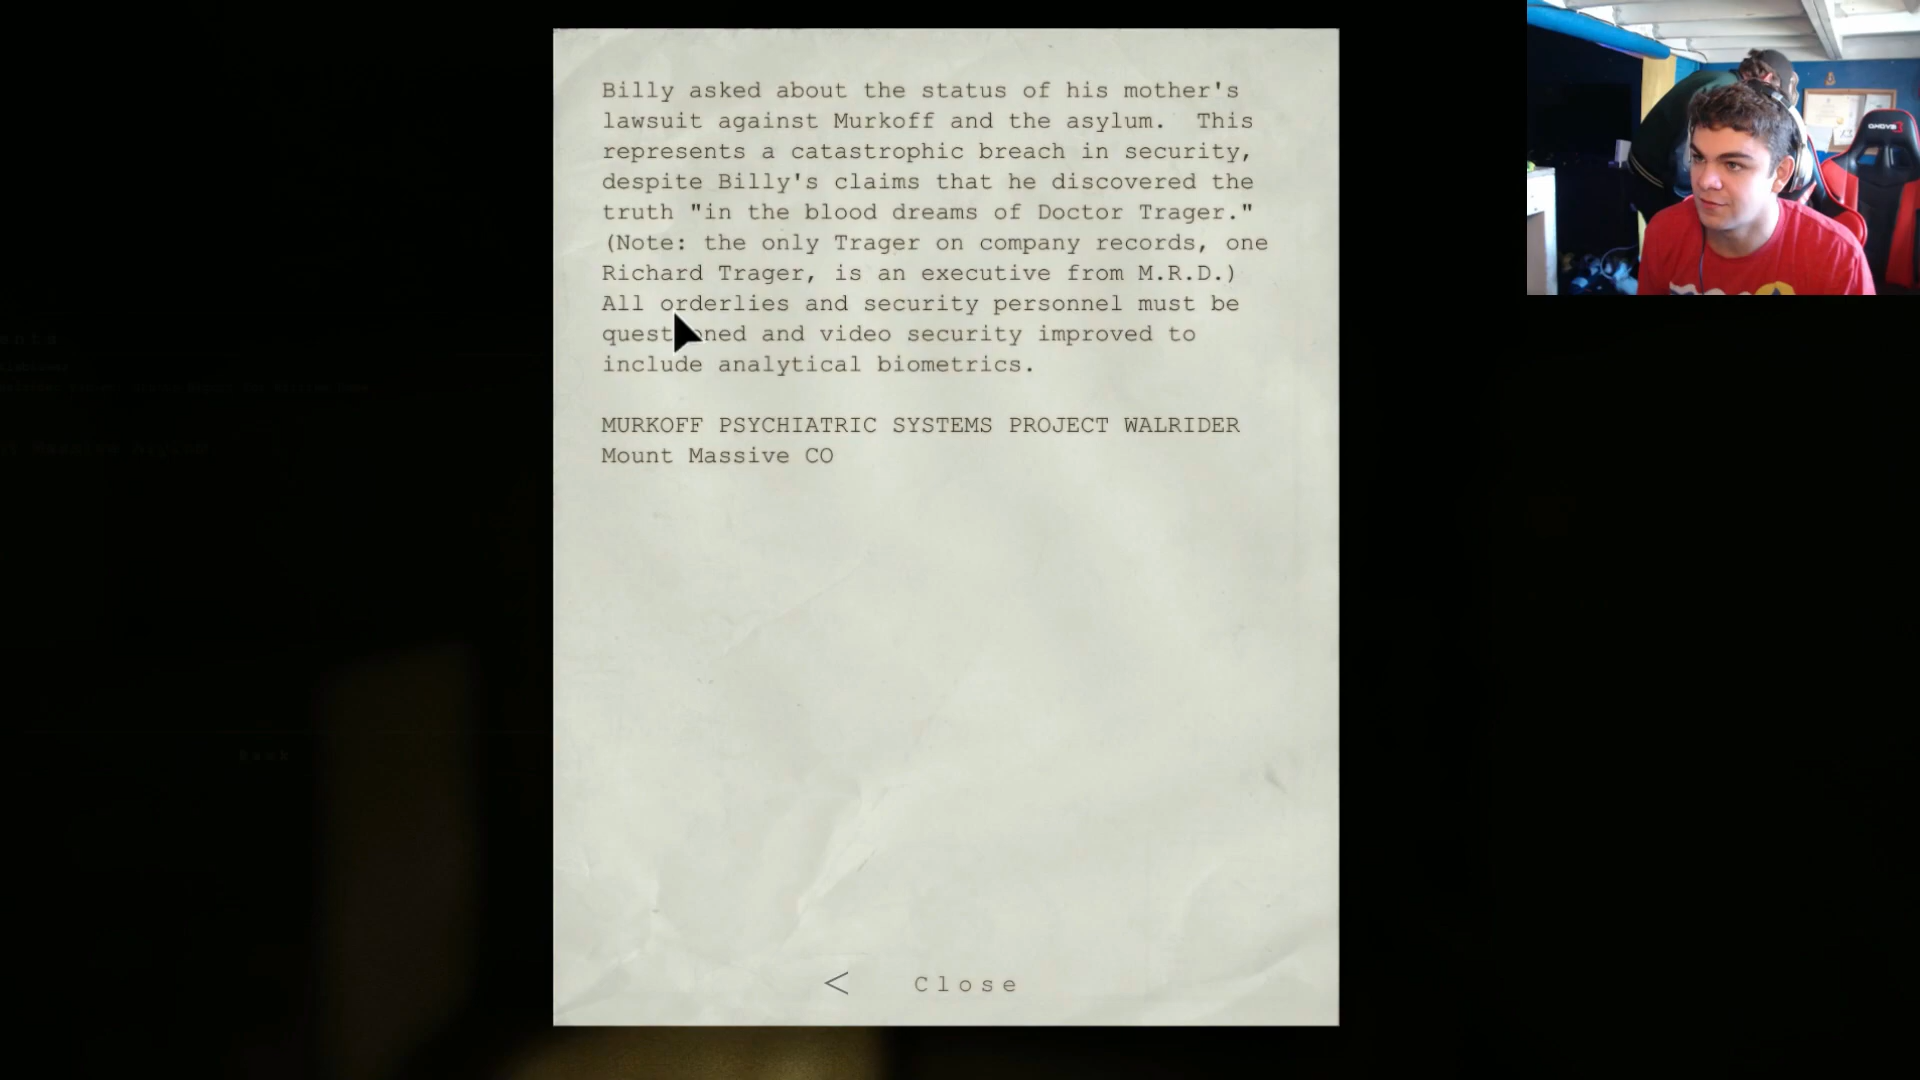 Billy asked about the status of his mother's
lawsuit against Murkoff and the asylum.  This
represents a catastrophic breach in security,
despite Billy's claims that he discovered the
truth "in the blood dreams of Doctor Trager."
(Note: the only Trager on company records, one
Richard Trager, is an executive from M.R.D.)
All orderlies and security personnel must be
quest ned and video security improved to
include analytical biometrics.
MURKOFF PSYCHIATRIC SYSTEMS PROJECT WALRIDER
Mount Massive CO
< Close
Back